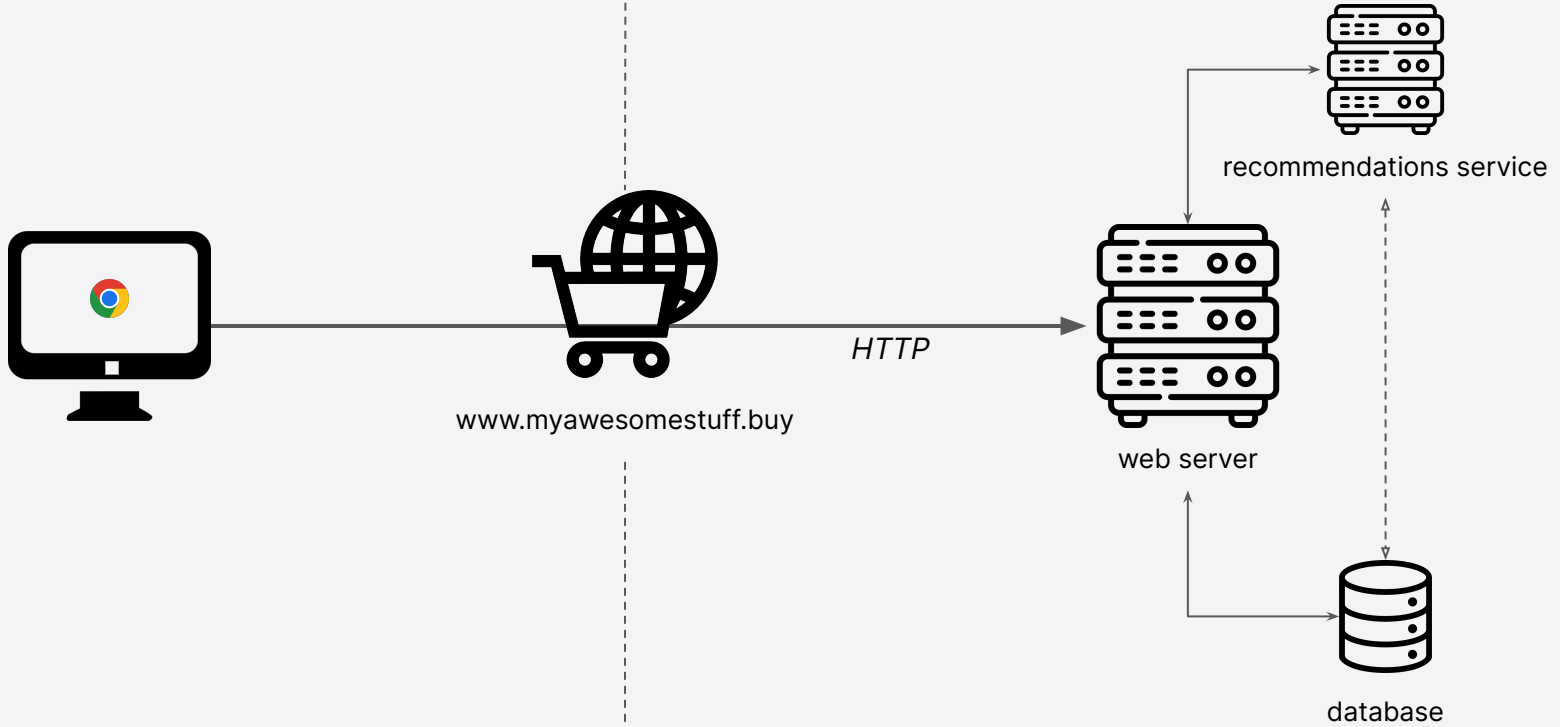 recommendations service
HTTP
www.myawesomestuff.buy
web server
database